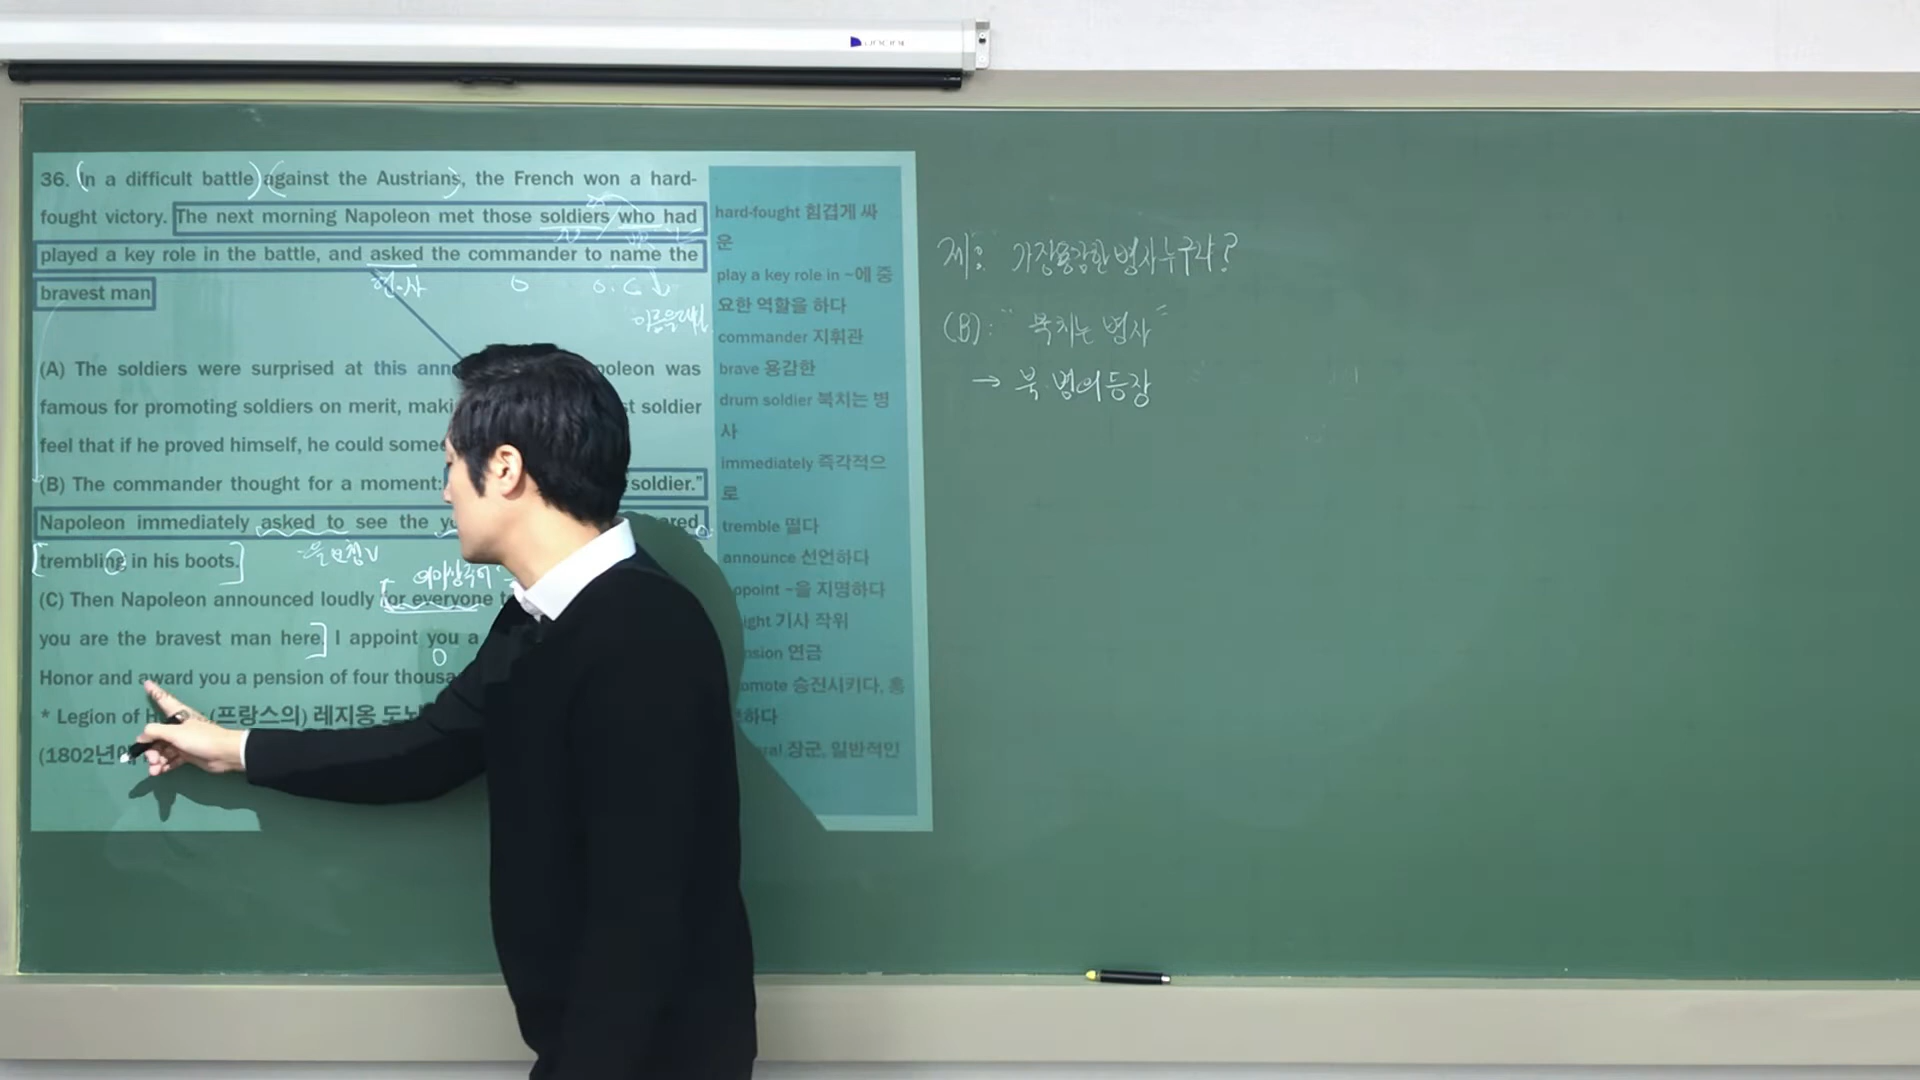 36. In a difficult battle against the Austrians, the French won a hard-
fought victory. The next morning Napoleon met those soldiers who had
played a key role in the battle, and asked the commander to name the
bravest man
현.사 O O.C
(A) The soldiers were surprised at this ann poleon was
famous for promoting soldiers on merit, maki st soldier
feel that if he proved himself, he could some
(B) The commander thought for a moment: soldier.”
Napoleon immediately asked to see the yo ared
trembling in his boots.
(C) Then Napoleon announced loudly for everyone t
you are the bravest man here. I appoint you a
O
Honor and award you a pension of four thousa
* Legion of H (프랑스의) 레지옹 도뇌
(1802년에
hard-fought 힘겹게 싸
운
play a key role in ~에 중
요한 역할을 하다
commander 지휘관
brave 용감한
drum soldier 북치는 병
사
immediately 즉각적으
로
tremble 떨다
announce 선언하다
ppoint ~을 지명하다
ight 기사 작위
nsion 연금
omote 승진시키다, 홍
보하다
ral 장군, 일반적인
제: 가장용감한 병사누구냐?
(B): " 북치는 병사 "
→ 북.병의 등장